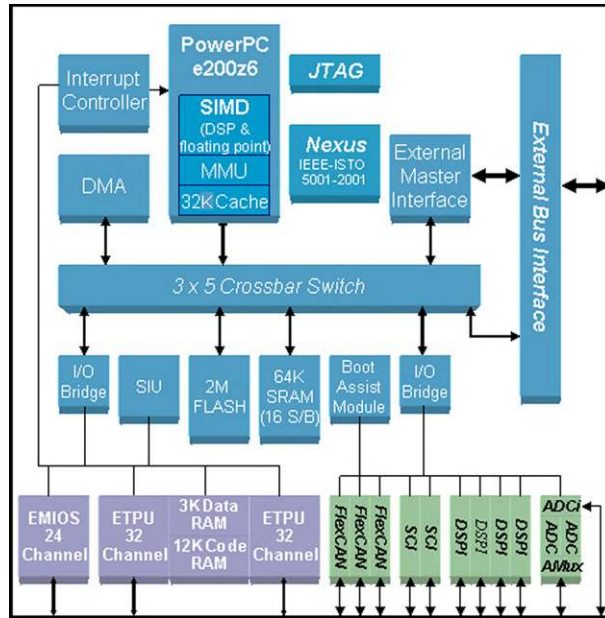 PowerPC
e200z6
SIMD
(DSP &
floating point)
MMU
32K Cache
Interrupt
Controller
JTAG
Nexus
IEEE-ISTO
5001-2001
DMA
External
Master
Interface
External Bus Interface
3 x 5 Crossbar Switch
I/O
Bridge
SIU
2M
FLASH
64K
SRAM
(16 S/B)
Boot
Assist
Module
I/O
Bridge
EMIOS
24
Channel
ETPU
32
Channel
3K Data
RAM
12K Code
RAM
ETPU
32
Channel
FlexCAN
FlexCAN
FlexCAN
SCI
SCI
DSPI
DSPI
DSPI
DSPI
ADCi
ADC
ADC
AMux